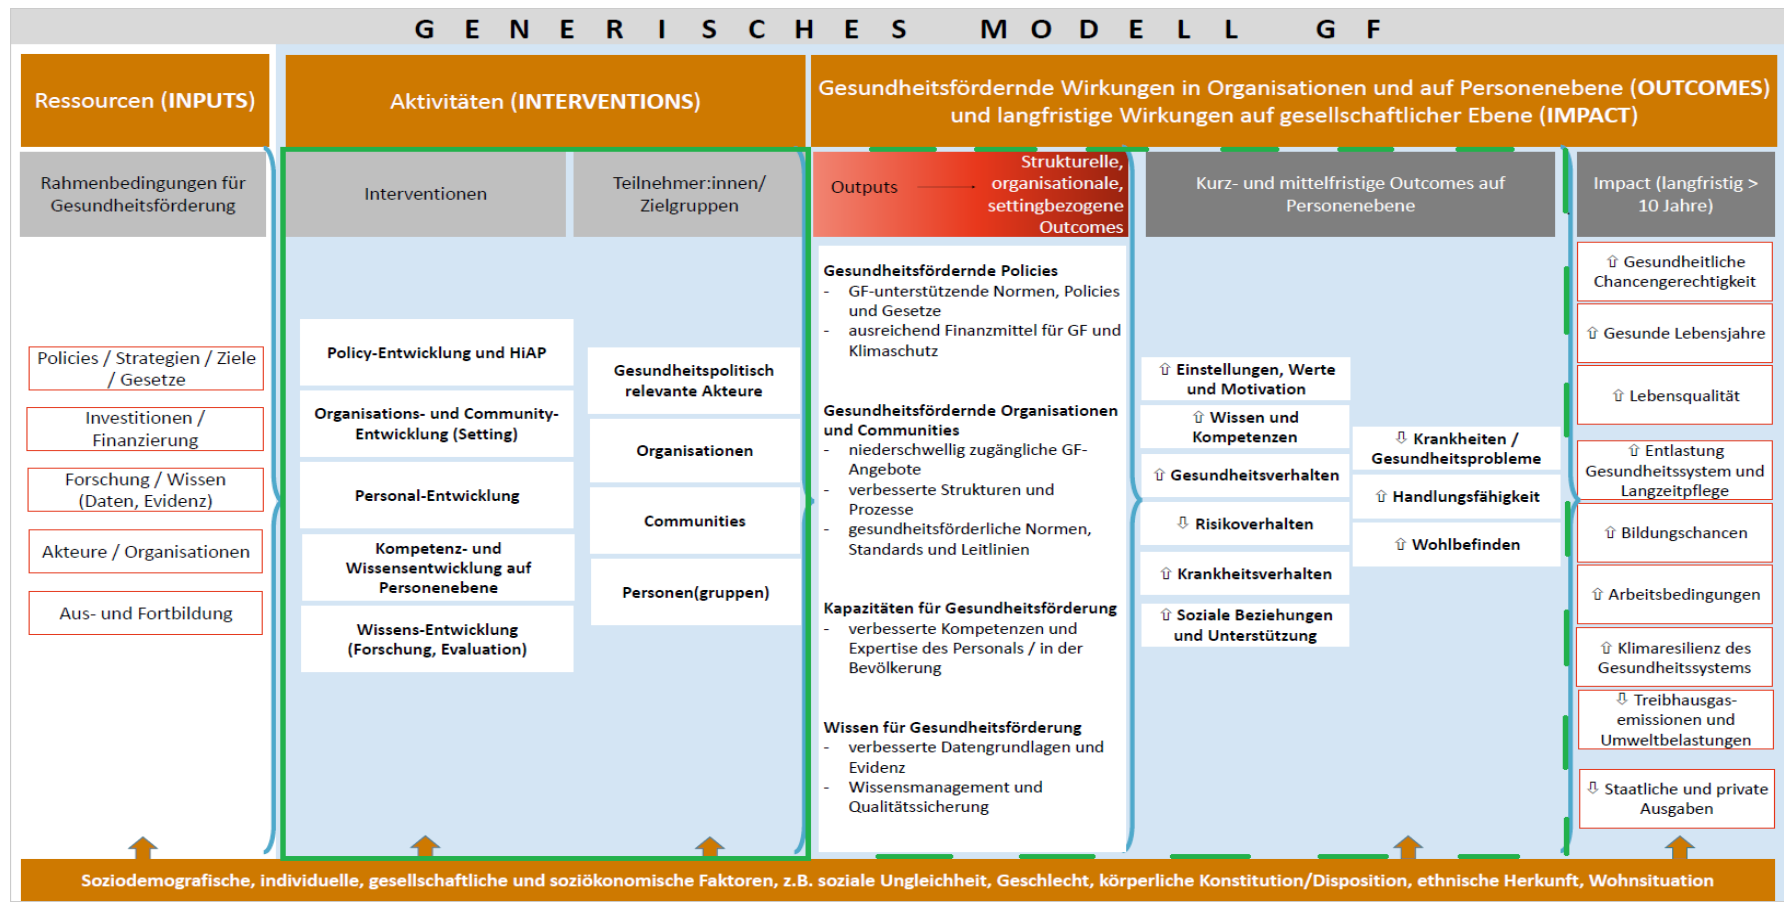 GENERISCHES MODELL GF
Ressourcen (INPUTS)
Aktivitäten (INTERVENTIONS)
Gesundheitsfördernde Wirkungen in Organisationen und auf Personenebene (OUTCOMES)
und langfristige Wirkungen auf gesellschaftlicher Ebene (IMPACT)
Rahmenbedingungen für
Gesundheitsförderung
Policies / Strategien / Ziele
/ Gesetze
Investitionen /
Finanzierung
Forschung / Wissen
(Daten, Evidenz)
Akteure / Organisationen
Aus- und Fortbildung
Interventionen
Policy-Entwicklung und HiAP
Organisations- und Community-
Entwicklung (Setting)
Personal-Entwicklung
Kompetenz- und
Wissensentwicklung auf
Personenebene
Wissens-Entwicklung
(Forschung, Evaluation)
Teilnehmer:innen/
Zielgruppen
Gesundheitspolitisch
relevante Akteure
Organisationen
Communities
Personen(gruppen)
Outputs
Strukturelle,
organisationale,
settingbezogene
Outcomes
Gesundheitsfördernde Policies
- GF-unterstützende Normen, Policies
und Gesetze
- ausreichend Finanzmittel für GF und
Klimaschutz
Gesundheitsfördernde Organisationen
und Communities
- niederschwellig zugängliche GF-
Angebote
- verbesserte Strukturen und
Prozesse
- gesundheitsförderliche Normen,
Standards und Leitlinien
Kapazitäten für Gesundheitsförderung
- verbesserte Kompetenzen und
Expertise des Personals / in der
Bevölkerung
Wissen für Gesundheitsförderung
- verbesserte Datengrundlagen und
Evidenz
- Wissensmanagement und
Qualitätssicherung
Kurz- und mittelfristige Outcomes auf
Personenebene
⇧ Einstellungen, Werte
und Motivation
⇧ Wissen und
Kompetenzen
⇧ Gesundheitsverhalten
⇩ Risikoverhalten
⇧ Krankheitsverhalten
⇧ Soziale Beziehungen
und Unterstützung
⇩ Krankheiten /
Gesundheitsprobleme
⇧ Handlungsfähigkeit
⇧ Wohlbefinden
Impact (langfristig >
10 Jahre)
⇧ Gesundheitliche
Chancengerechtigkeit
⇧ Gesunde Lebensjahre
⇧ Lebensqualität
⇧ Entlastung
Gesundheitssystem und
Langzeitpflege
⇧ Bildungschancen
⇧ Arbeitsbedingungen
⇧ Klimaresilienz des
Gesundheitssystems
⇩ Treibhausgas-
emissionen und
Umweltbelastungen
⇩ Staatliche und private
Ausgaben
Soziodemografische, individuelle, gesellschaftliche und soziökonomische Faktoren, z.B. soziale Ungleichheit, Geschlecht, körperliche Konstitution/Disposition, ethnische Herkunft, Wohnsituation